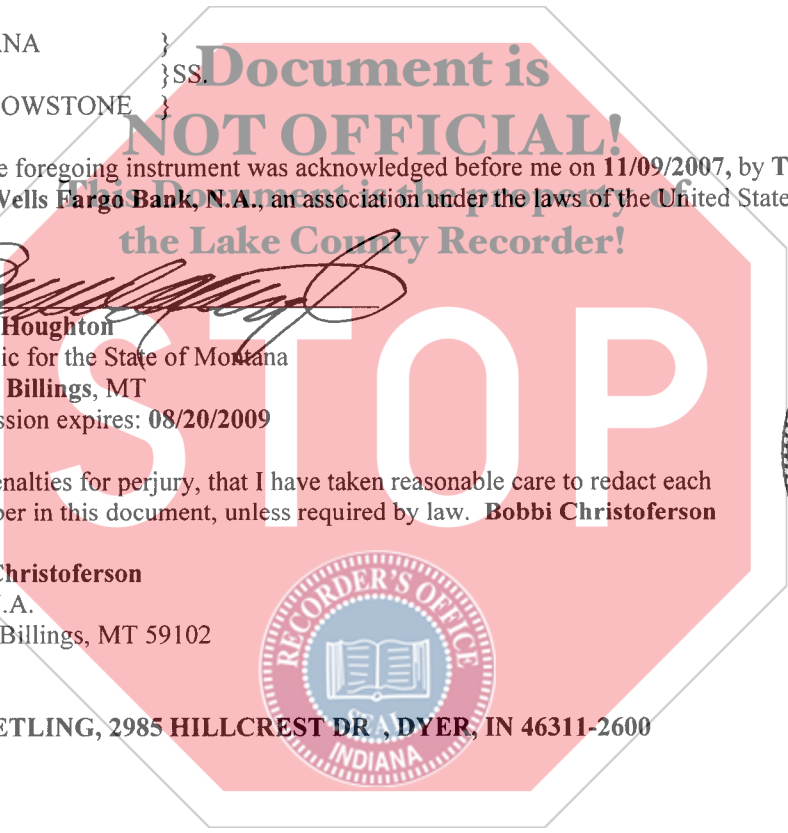 ANA }
}SS.
OWSTONE }
Document is
NOT OFFICIAL!
This Document is the property of
the Lake County Recorder!
e foregoing instrument was acknowledged before me on 11/09/2007, by T
Wells Fargo Bank, N.A., an association under the laws of the United State
Houghton
ic for the State of Montana
Billings, MT
ssion expires: 08/20/2009
STOP
enalties for perjury, that I have taken reasonable care to redact each
ber in this document, unless required by law. Bobbi Christoferson
Christoferson
N.A.
Billings, MT 59102
RECORDER'S OFFICE
SEAL
INDIANA
ETLING, 2985 HILLCREST DR , DYER, IN 46311-2600